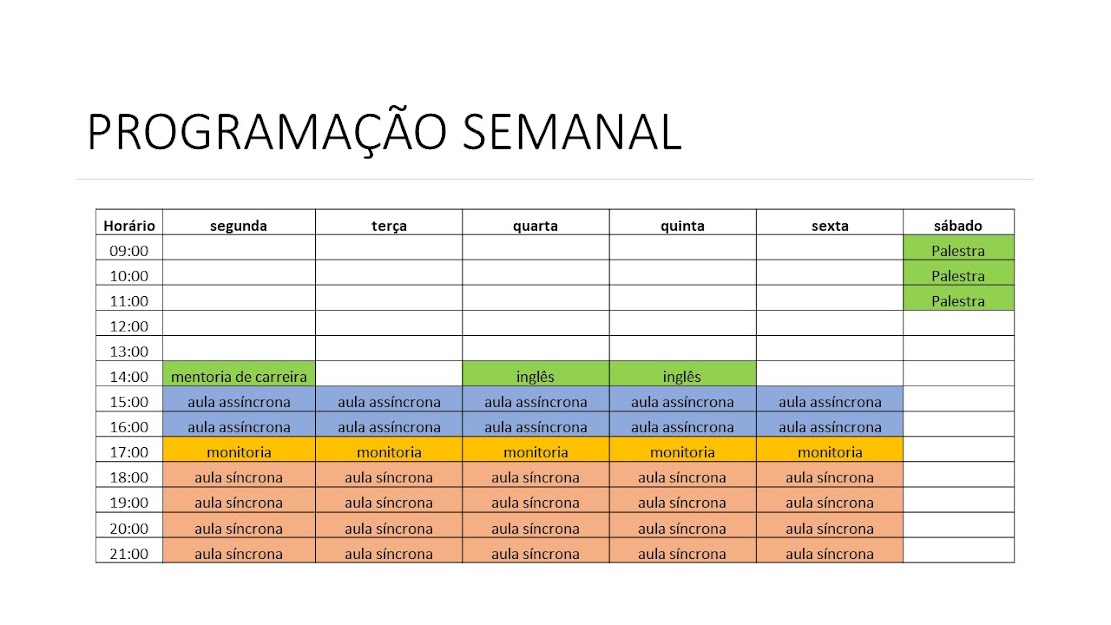 PROGRAMAÇÃO SEMANAL
Horário segunda terça quarta quinta sexta sábado
09:00 Palestra
10:00 Palestra
11:00 Palestra
12:00
13:00
14:00 mentoria de carreira inglês inglês
15:00 aula assíncrona aula assíncrona aula assíncrona aula assíncrona aula assíncrona
16:00 aula assíncrona aula assíncrona aula assíncrona aula assíncrona aula assíncrona
17:00 monitoria monitoria monitoria monitoria monitoria
18:00 aula síncrona aula síncrona aula síncrona aula síncrona aula síncrona
19:00 aula síncrona aula síncrona aula síncrona aula síncrona aula síncrona
20:00 aula síncrona aula síncrona aula síncrona aula síncrona aula síncrona
21:00 aula síncrona aula síncrona aula síncrona aula síncrona aula síncrona